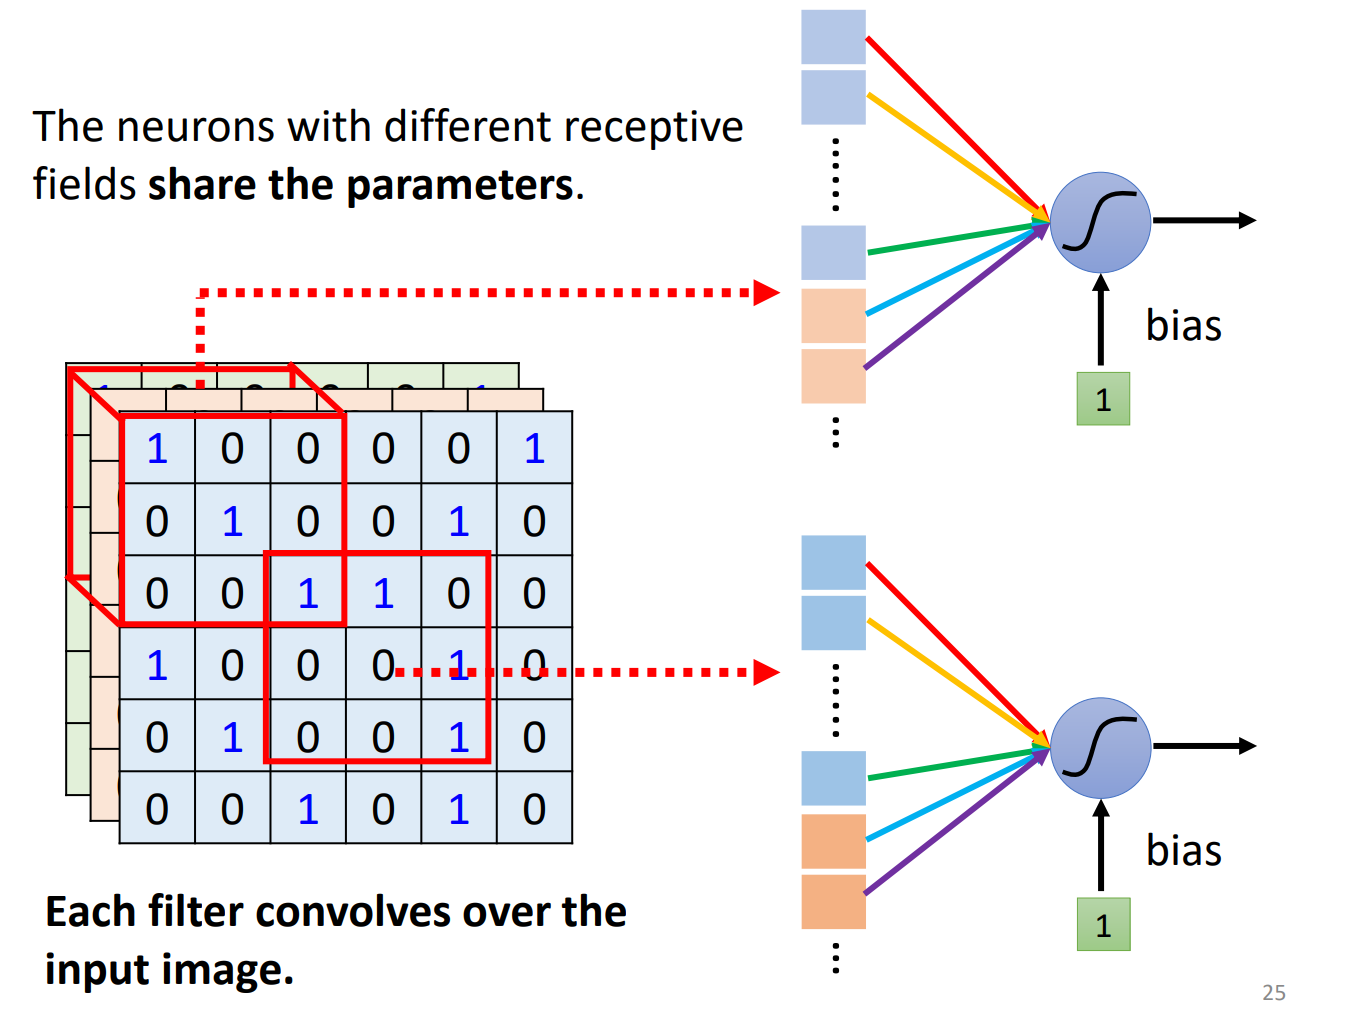 The neurons with different receptive
fields share the parameters.
bias
1
1 0 0 0 0 1
0 1 0 0 1 0
0 0 1 1 0 0
1 0 0 0 1 0
0 1 0 0 1 0
0 0 1 0 1 0
bias
1
Each filter convolves over the
input image.
25